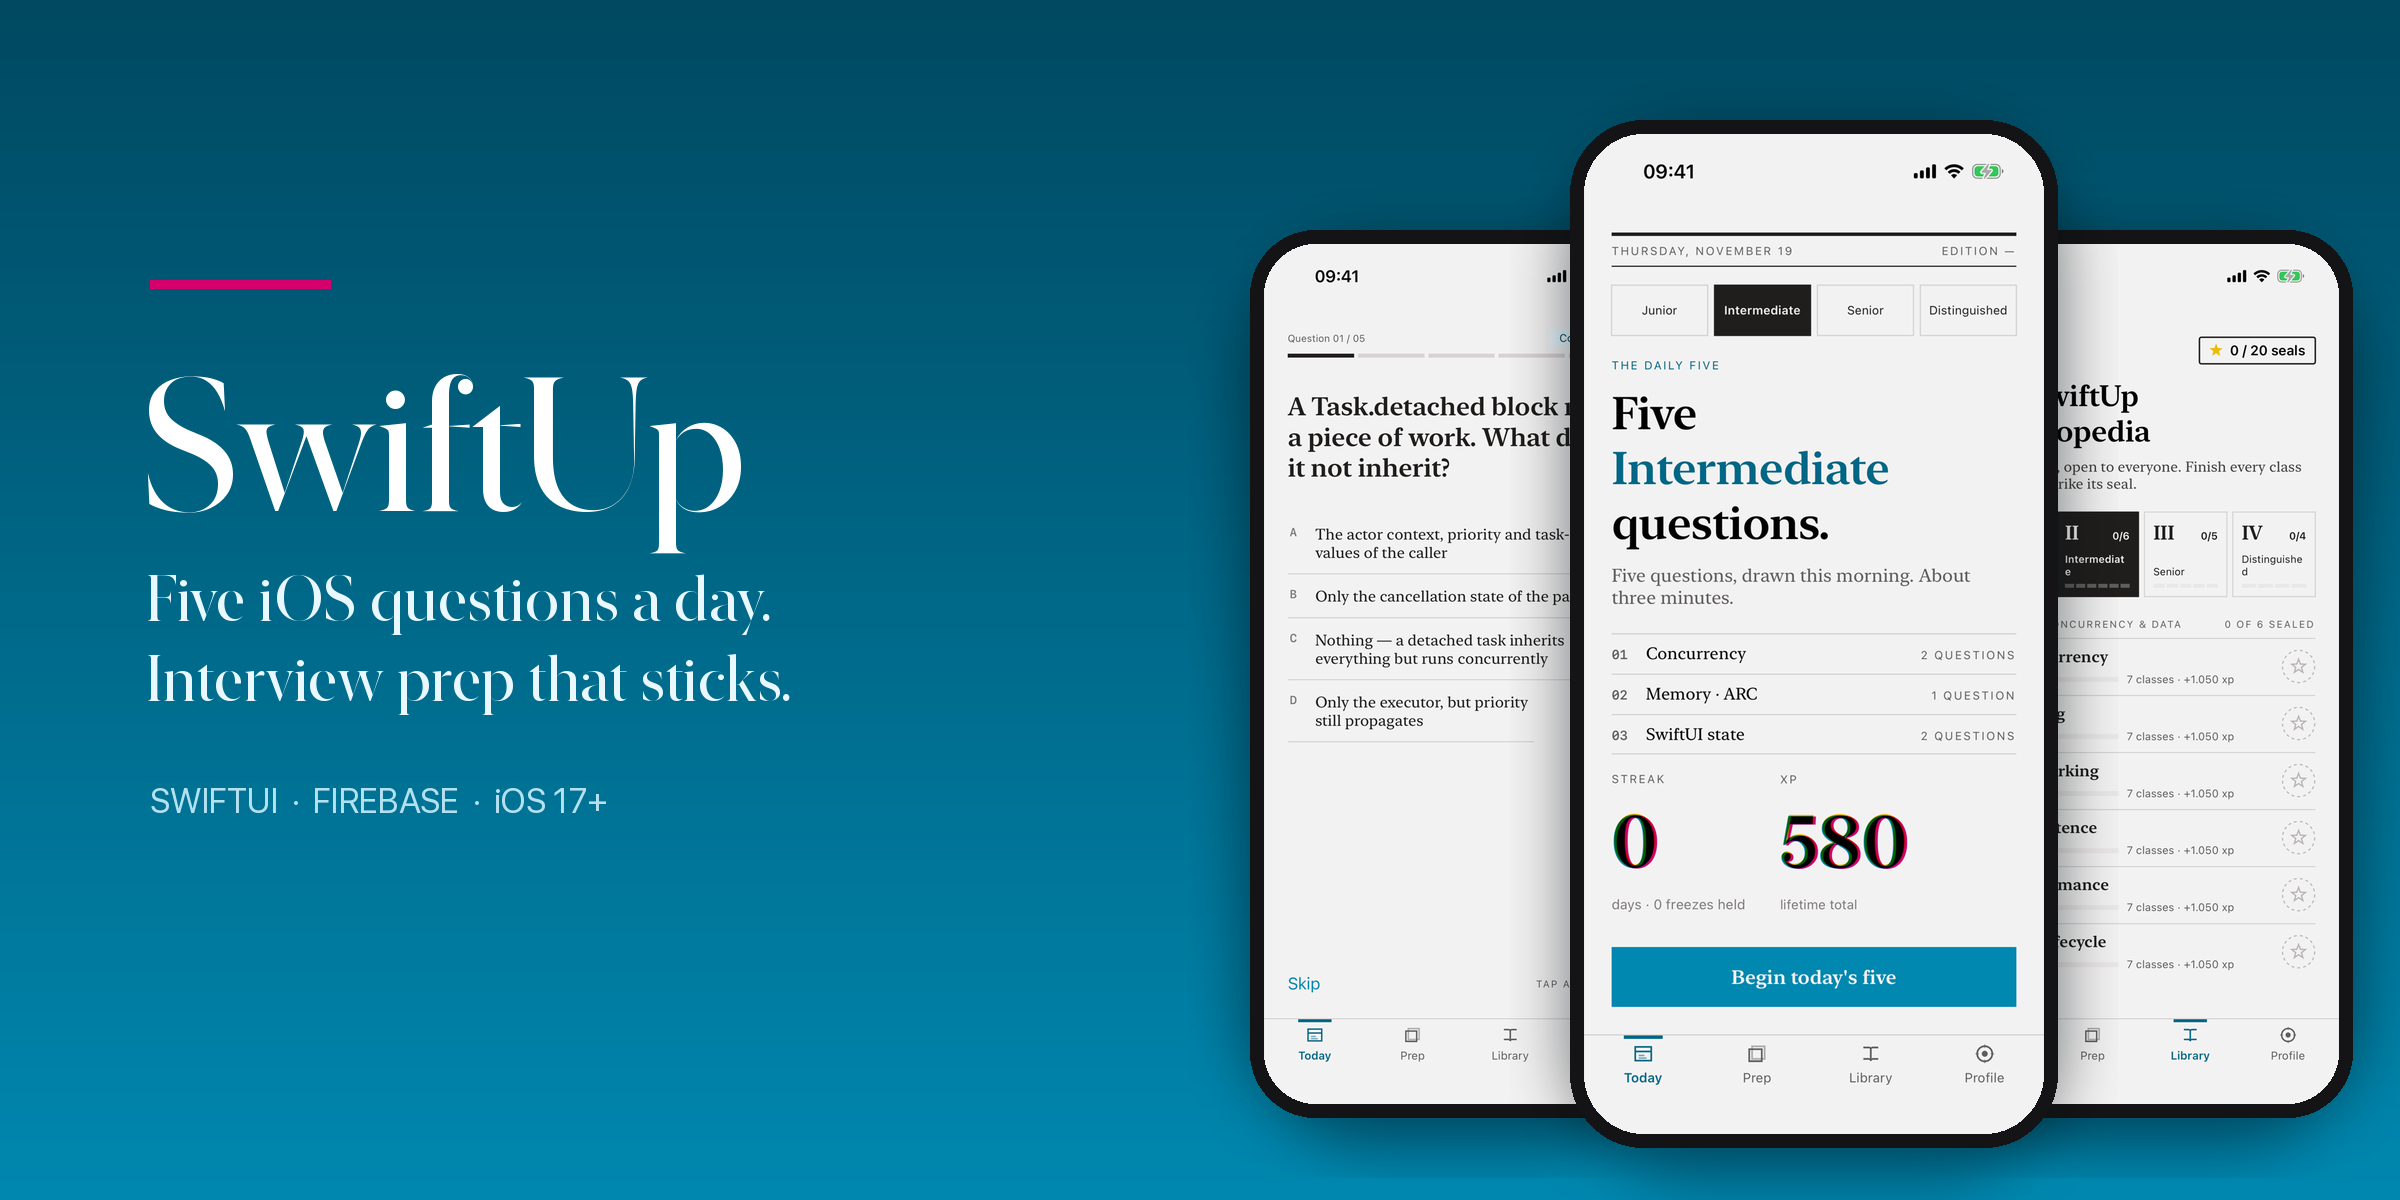 SwiftUp
Five iOS questions a day.
Interview prep that sticks.
SWIFTUI · FIREBASE · iOS 17+
09:41
Question 01 / 05
A Task.detached block
a piece of work. What
it not inherit?
A The actor context, priority and task-
values of the caller
B Only the cancellation state of the
C Nothing — a detached task inherits
everything but runs concurrently
D Only the executor, but priority
still propagates
Skip
TAP
Today Prep Library
09:41
THURSDAY, NOVEMBER 19 EDITION —
Junior Intermediate Senior Distinguished
THE DAILY FIVE
Five
Intermediate
questions.
Five questions, drawn this morning. About
three minutes.
01 Concurrency 2 QUESTIONS
02 Memory · ARC 1 QUESTION
03 SwiftUI state 2 QUESTIONS
STREAK XP
0 580
days · 0 freezes held lifetime total
Begin today's five
Today Prep Library Profile
0 / 20 seals
wiftUp
opedia
, open to everyone. Finish every class
rike its seal.
II 0/6 III 0/5 IV 0/4
Intermediat
e Senior Distinguishe
d
NCURRENCY & DATA 0 OF 6 SEALED
rrency
7 classes · +1.050 xp
g
7 classes · +1.050 xp
rking
7 classes · +1.050 xp
tence
7 classes · +1.050 xp
mance
7 classes · +1.050 xp
fecycle
7 classes · +1.050 xp
Prep Library Profile